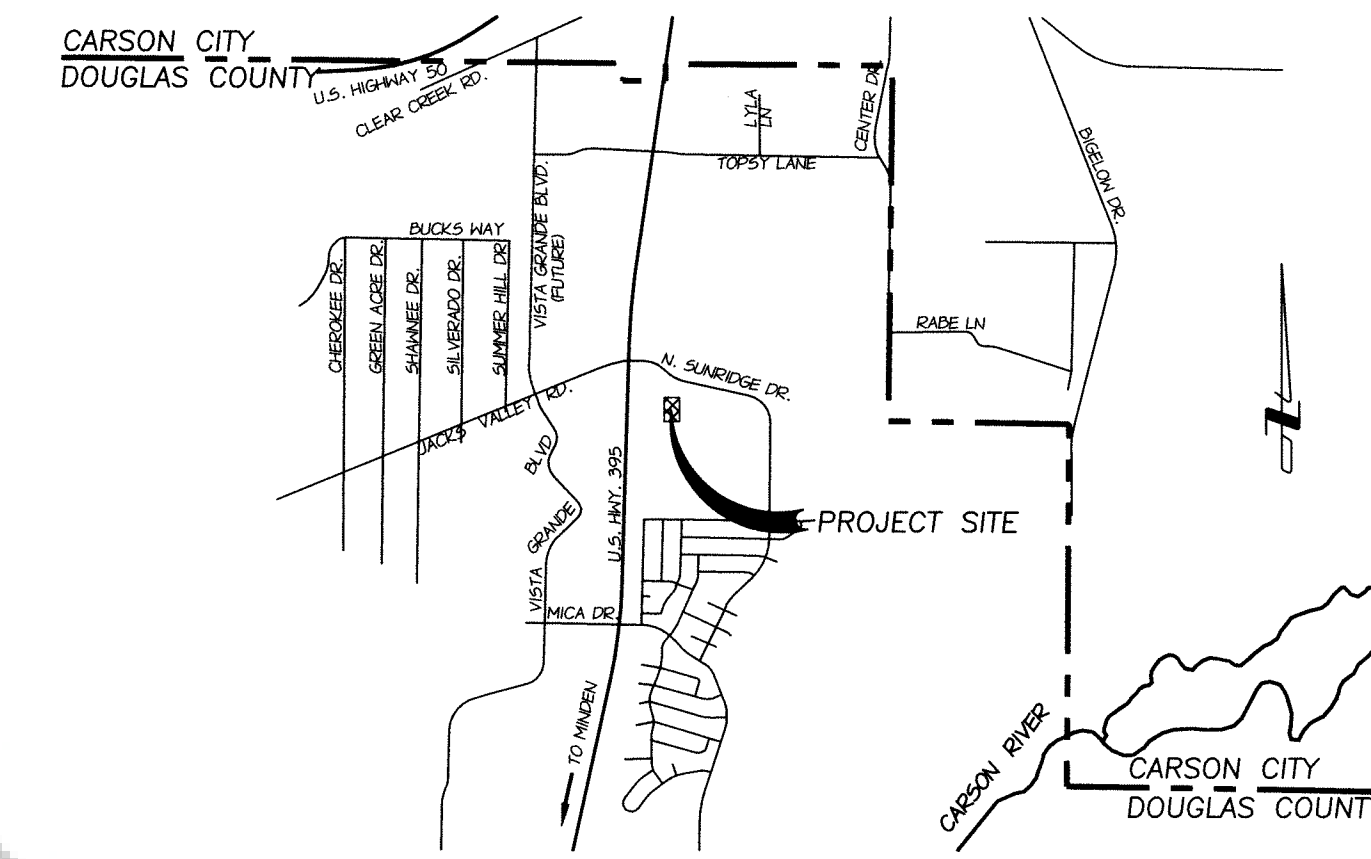 CARSON CITY
DOUGLAS COUNTY
U.S. HIGHWAY 50
CLEAR CREEK RD.
LYLA
LN
CENTER DR.
TOPSY LANE
BIGELOW DR.
VISTA GRANDE BLVD.
(FUTURE)
BUCKS WAY
CHEROKEE DR.
GREEN ACRE DR.
SHAWNEE DR.
SILVERADO DR.
SUMMER HILL DR
RABE LN
N. SUNRIDGE DR.
JACKS VALLEY RD.
VISTA GRANDE BLVD
U.S. HWY. 395
PROJECT SITE
MICA DR.
TO MINDEN
CARSON RIVER
CARSON CITY
DOUGLAS COUNT